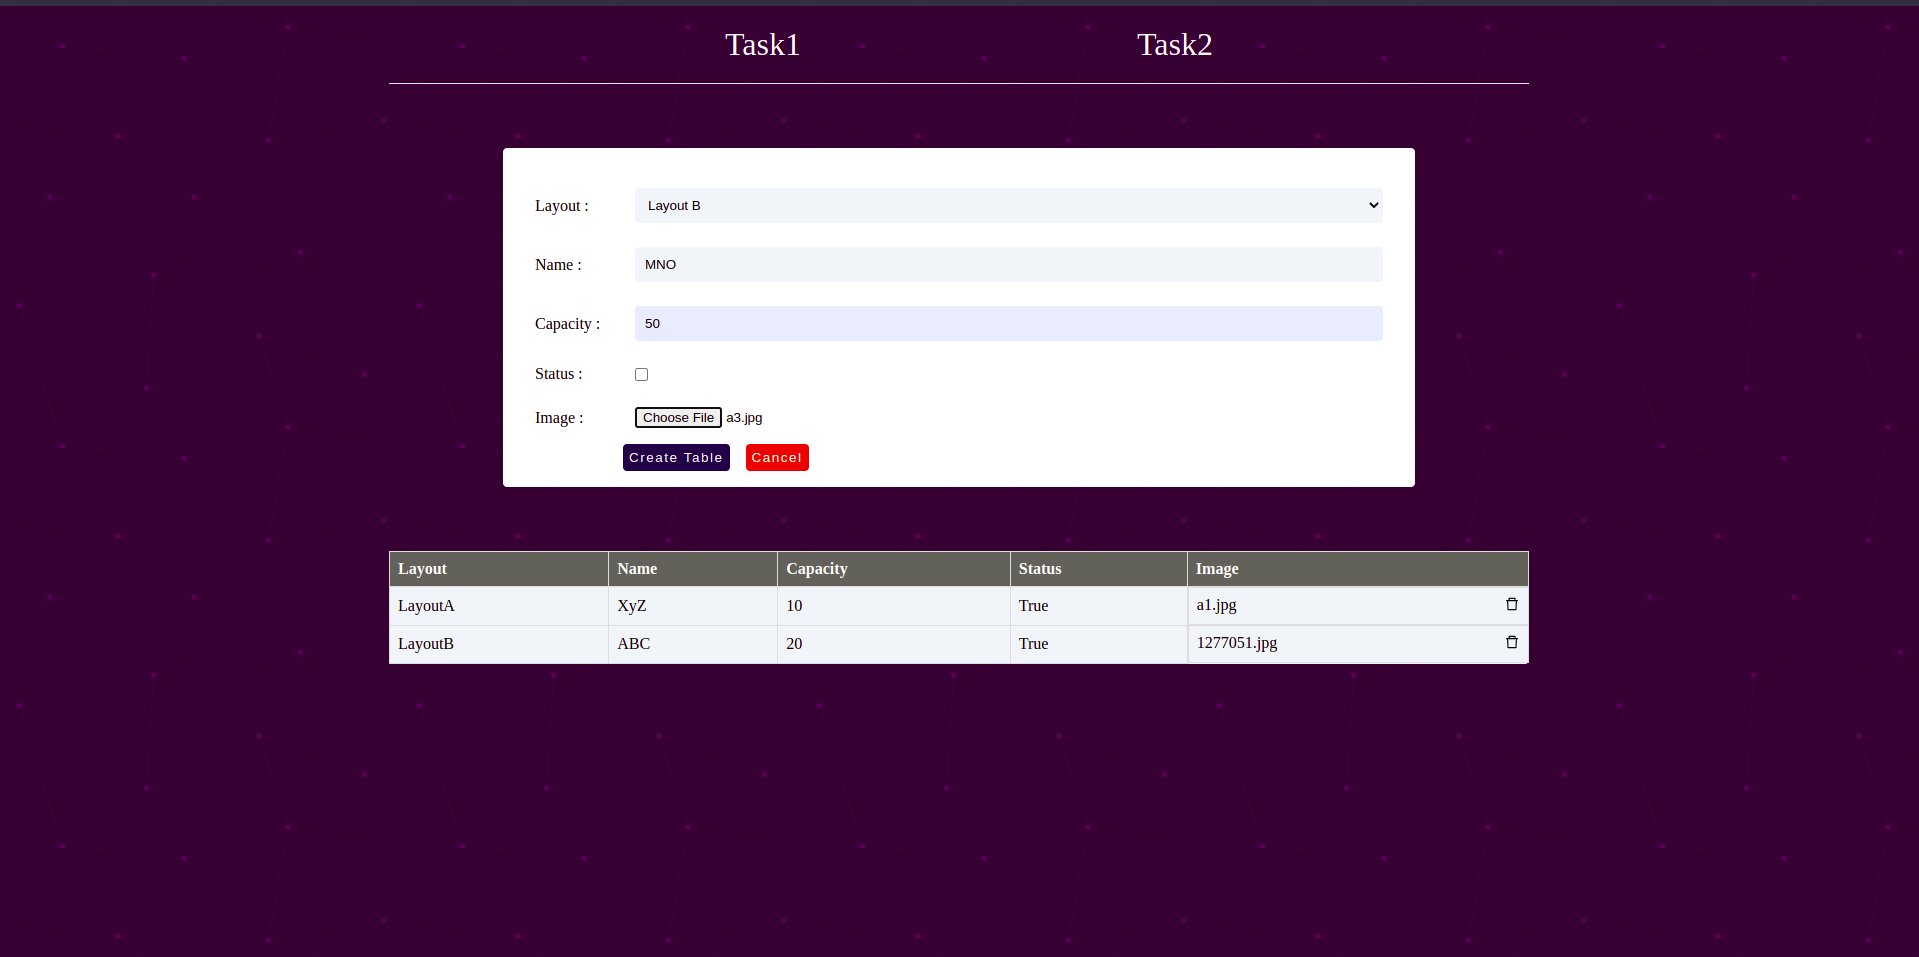 Task1 Task2
Layout : Layout B
Name : MNO
Capacity : 50
Status :
Image : Choose File a3.jpg
Create Table Cancel
Layout Name Capacity Status Image
LayoutA XyZ 10 True a1.jpg
LayoutB ABC 20 True 1277051.jpg